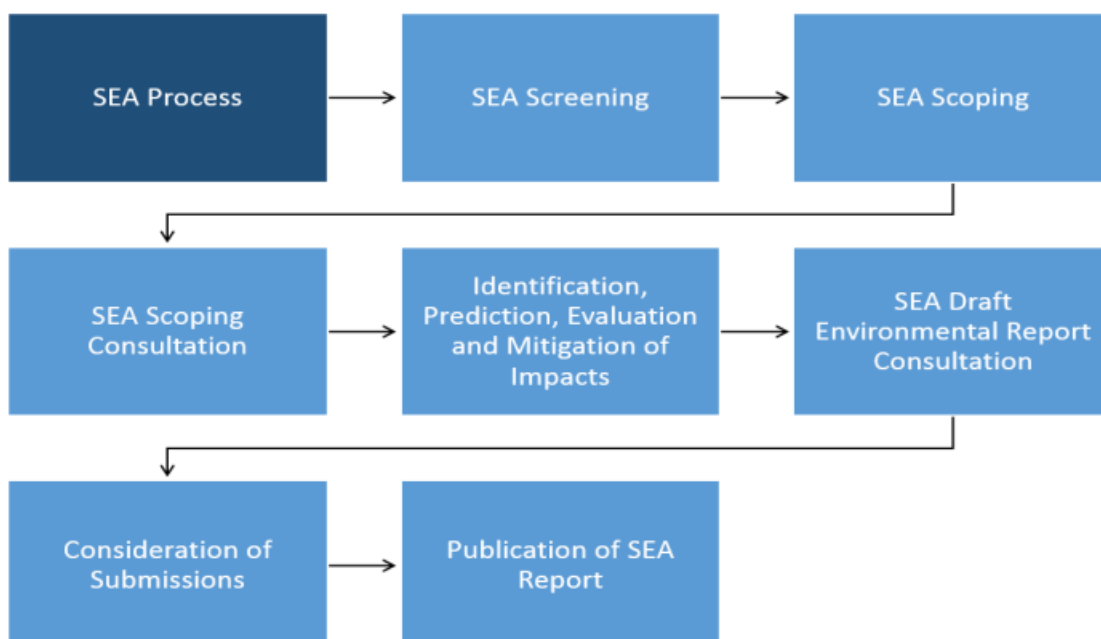 SEA Process
SEA Screening
SEA Scoping
SEA Scoping
Consultation
Identification,
Prediction, Evaluation
and Mitigation of
Impacts
SEA Draft
Environmental Report
Consultation
Consideration of
Submissions
Publication of SEA
Report